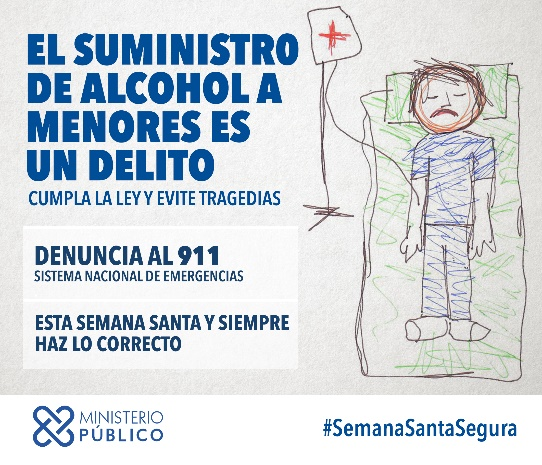 EL SUMINISTRO
DE ALCOHOL A
MENORES ES
UN DELITO
CUMPLA LA LEY Y EVITE TRAGEDIAS
DENUNCIA AL 911
SISTEMA NACIONAL DE EMERGENCIAS
ESTA SEMANA SANTA Y SIEMPRE
HAZ LO CORRECTO
MINISTERIO
PÚBLICO
#SemanaSantaSegura